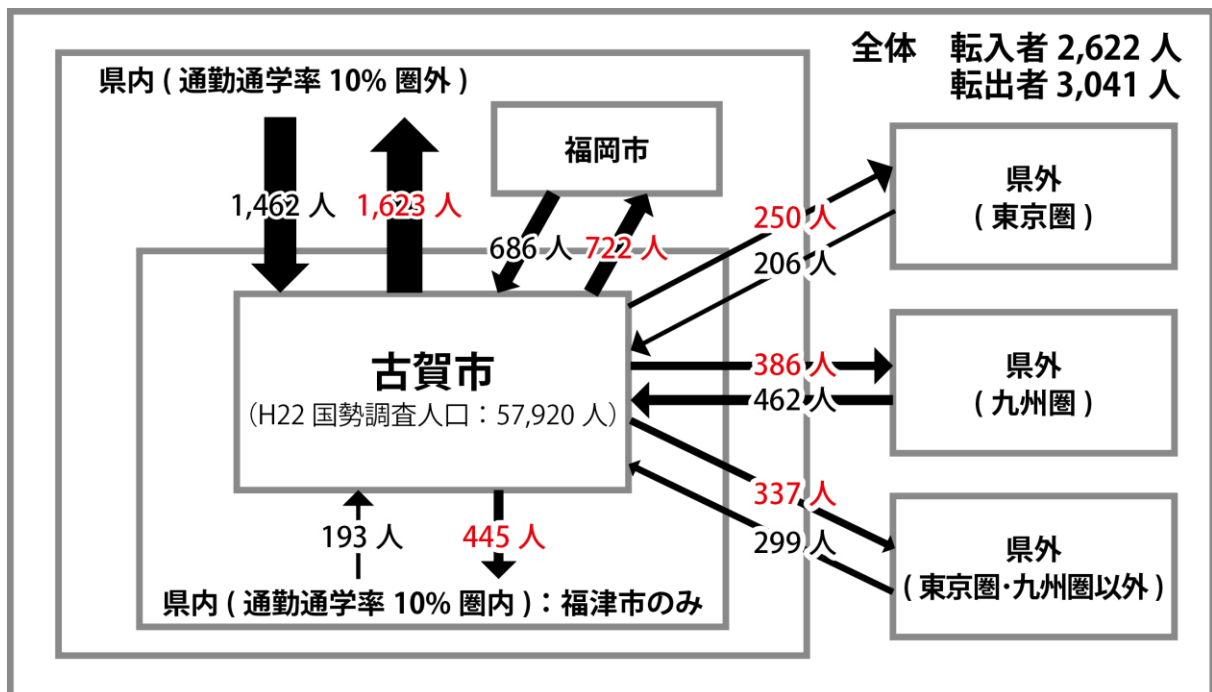 全体 転入者 2,622 人
転出者 3,041 人
県内 ( 通勤通学率 10% 圏外 )
福岡市
県外
( 東京圏 )
1,462 人
1,623 人
686 人
722 人
250 人
206 人
古賀市
（H22 国勢調査人口：57,920 人）
386 人
462 人
県外
( 九州圏 )
337 人
299 人
193 人
445 人
県外
( 東京圏・九州圏以外 )
県内 ( 通勤通学率 10% 圏内 )：福津市のみ